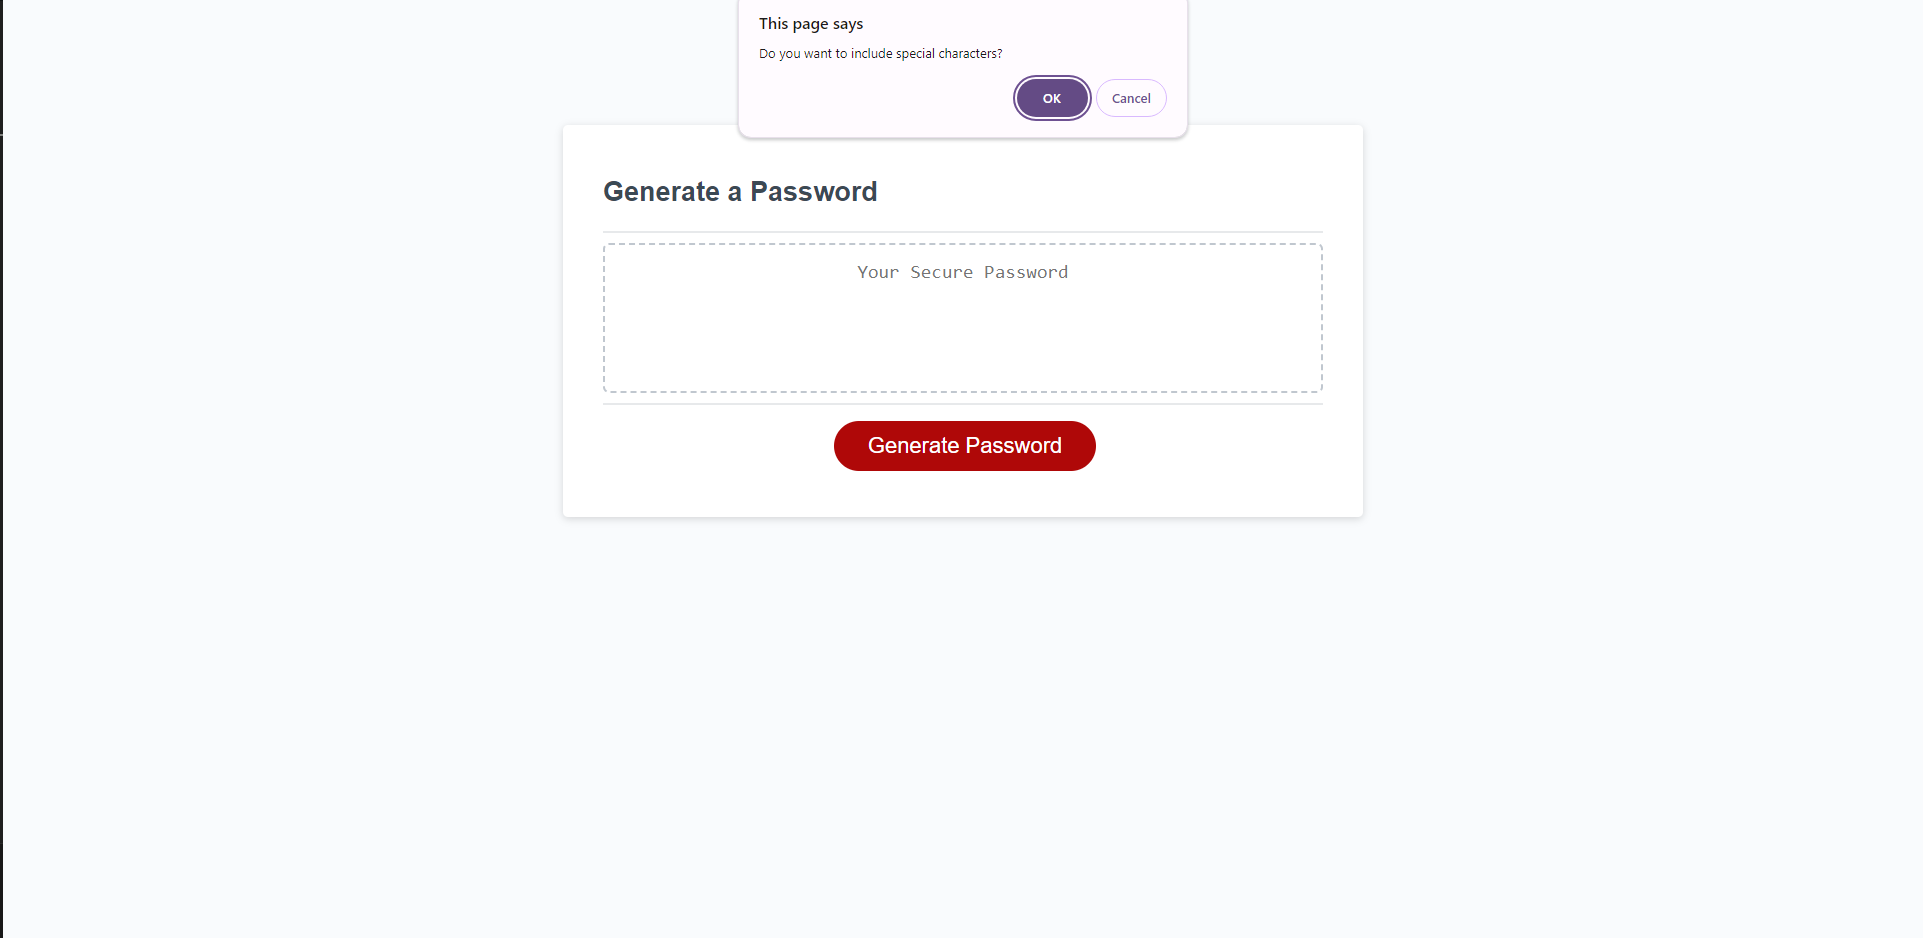 This page says
Do you want to include special characters?
OK Cancel
Generate a Password
Your Secure Password
Generate Password